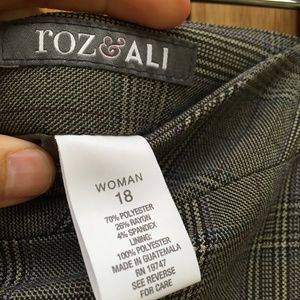 roz&ALI
WOMAN
18
70% POLYESTER
26% RAYON
4% SPANDEX
LINING:
100% POLYESTER
MADE IN GUATEMALA
RN 19747
SEE REVERSE
FOR CARE